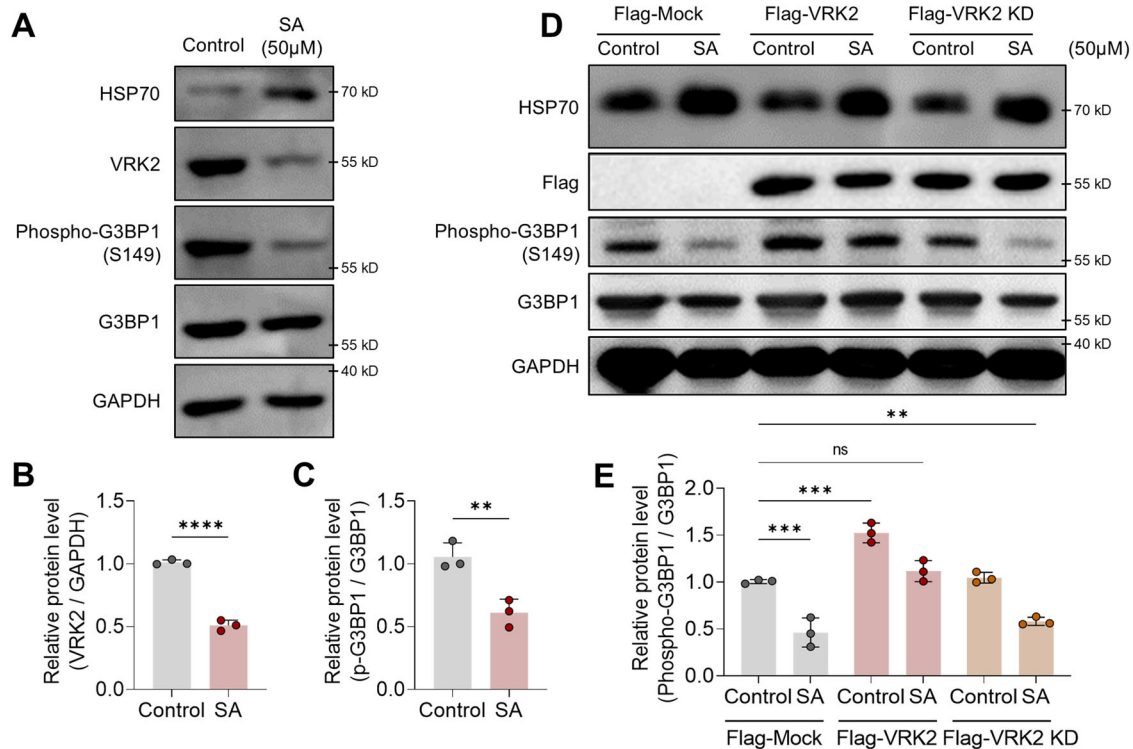 A
Control
SA
(50μM)
HSP70
70 kD
VRK2
55 kD
Phospho-G3BP1
(S149)
55 kD
G3BP1
55 kD
40 kD
GAPDH
D
Flag-Mock
Flag-VRK2
Flag-VRK2 KD
Control
SA
Control
SA
Control
SA
(50μM)
HSP70
70 kD
Flag
55 kD
Phospho-G3BP1
(S149)
55 kD
G3BP1
55 kD
40 kD
GAPDH
B
Relative protein level
(VRK2 / GAPDH)
1.5
1.0
0.5
0.0
****
Control SA
C
Relative protein level
(p-G3BP1 / G3BP1)
1.5
1.0
0.5
0.0
**
Control SA
E
Relative protein level
(Phospho-G3BP1 / G3BP1)
2.0
1.5
1.0
0.5
0.0
**
ns
***
***
Control SA Control SA Control SA
Flag-Mock Flag-VRK2 Flag-VRK2 KD